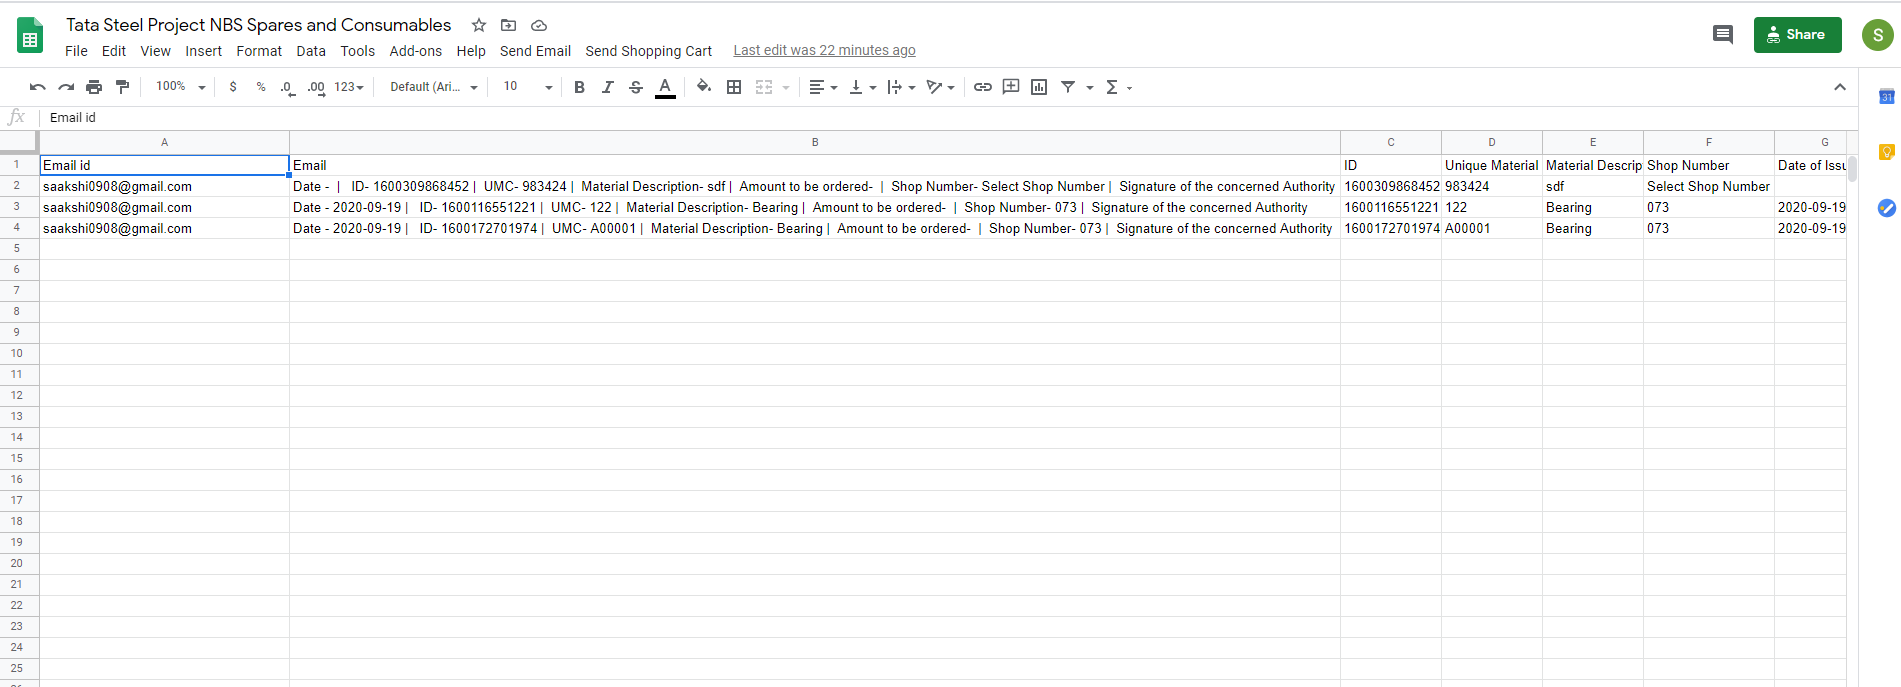 Tata Steel Project NBS Spares and Consumables
File Edit View Insert Format Data Tools Add-ons Help Send Email Send Shopping Cart Last edit was 22 minutes ago
Share S
100% $ % .0 .00 123 Default (Ari... 10 B I S A Σ
31
fx Email id
A B C D E F G
1 Email id Email ID Unique Material Material Descrip Shop Number Date of Issu
2 saakshi0908@gmail.com Date - | ID- 1600309868452 | UMC- 983424 | Material Description- sdf | Amount to be ordered- | Shop Number- Select Shop Number | Signature of the concerned Authority 1600309868452 983424 sdf Select Shop Number
3 saakshi0908@gmail.com Date - 2020-09-19 | ID- 1600116551221 | UMC- 122 | Material Description- Bearing | Amount to be ordered- | Shop Number- 073 | Signature of the concerned Authority 1600116551221 122 Bearing 073 2020-09-19
4 saakshi0908@gmail.com Date - 2020-09-19 | ID- 1600172701974 | UMC- A00001 | Material Description- Bearing | Amount to be ordered- | Shop Number- 073 | Signature of the concerned Authority 1600172701974 A00001 Bearing 073 2020-09-19
5
6
7
8
9
10
11
12
13
14
15
16
17
18
19
20
21
22
23
24
25